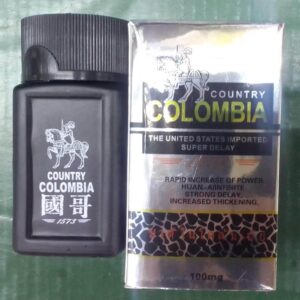 COUNTRY
COLOMBIA
國哥
1573
COUNTRY
COLOMBIA
THE UNITED STATES IMPORTED
SUPER DELAY
RAPID INCREASE OF POWER
STRONG DELAY
INCREASED THICKENING.
100mg